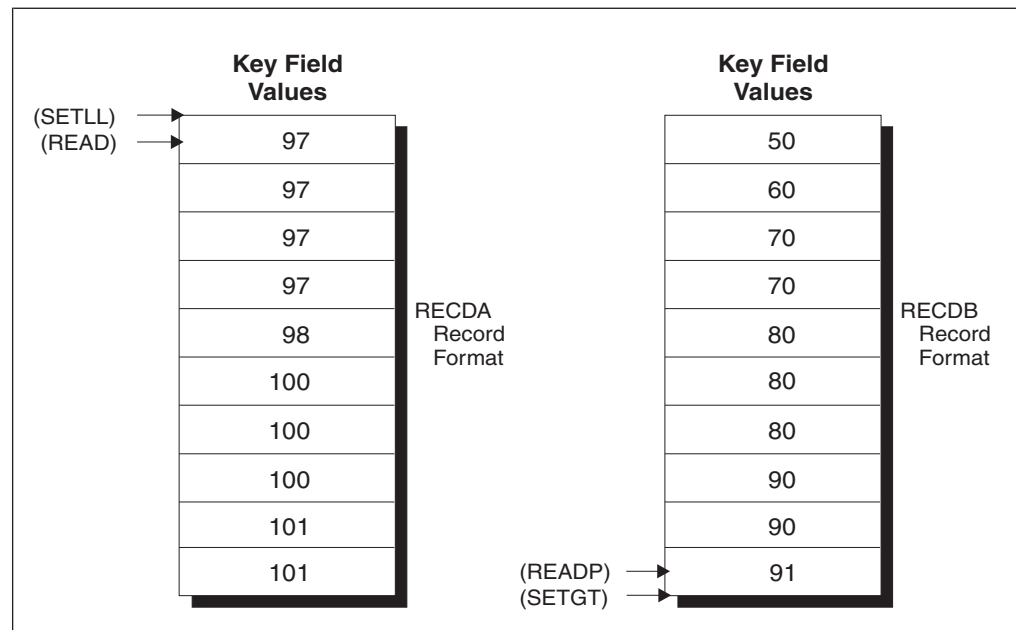 Key Field
Values
(SETLL)
(READ)
97
97
97
97
98
100
100
100
101
101
RECDA
Record
Format
Key Field
Values
50
60
70
70
80
80
80
90
90
91
(READP)
(SETGT)
RECDB
Record
Format